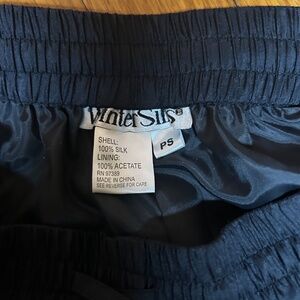 WinterSilks®
PS
SHELL:
100% SILK
LINING:
100% ACETATE
RN 97389
MADE IN CHINA
SEE REVERSE FOR CARE